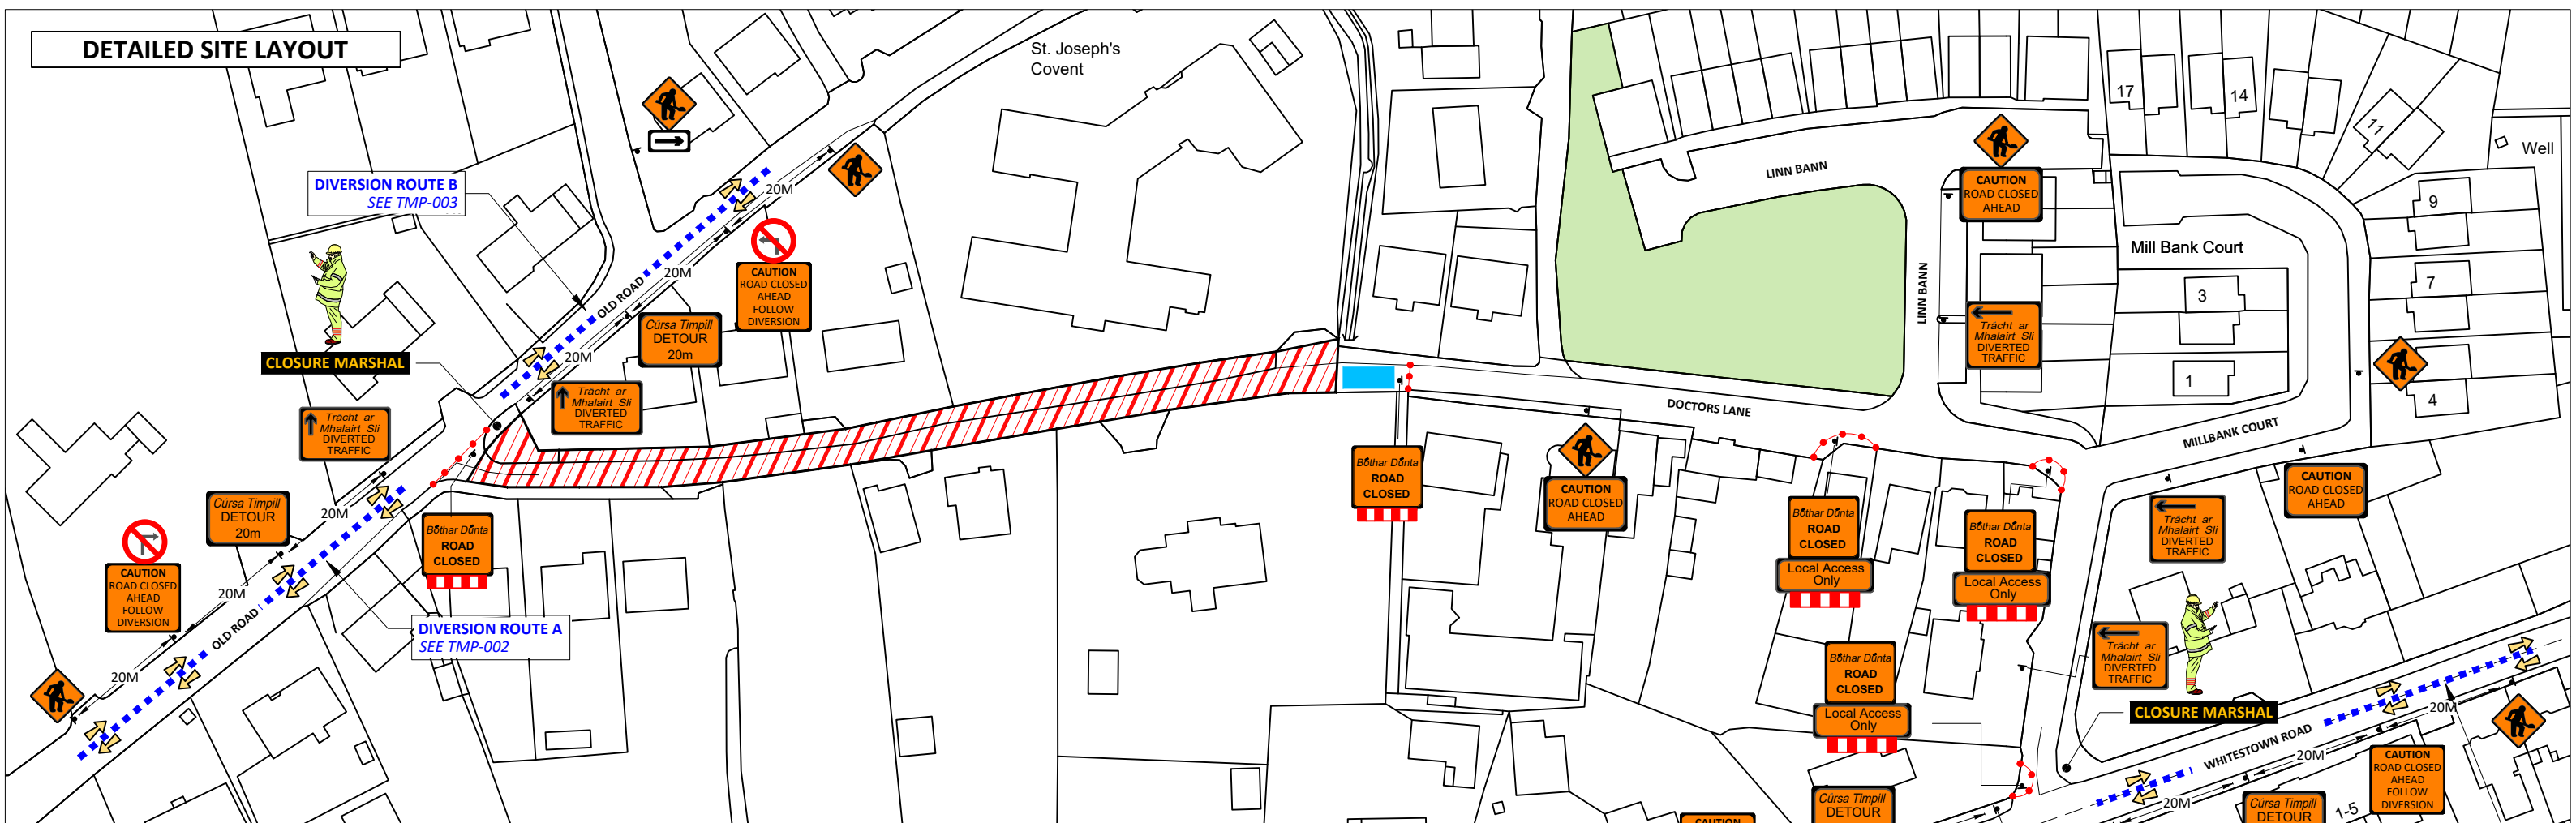 DETAILED SITE LAYOUT
St. Joseph's
Covent
DIVERSION ROUTE B
SEE TMP-003
20M
OLD ROAD
20M
20M
CAUTION
ROAD CLOSED
AHEAD
FOLLOW
DIVERSION
Cúrsa Timpill
DETOUR
20m
CLOSURE MARSHAL
Trácht ar
Mhalairt Slí
DIVERTED
TRAFFIC
Trácht ar
Mhalairt Slí
DIVERTED
TRAFFIC
Cúrsa Timpill
DETOUR
20m
20M
CAUTION
ROAD CLOSED
AHEAD
FOLLOW
DIVERSION
20M
OLD ROAD
20M
Bóthar Dúnta
ROAD
CLOSED
DIVERSION ROUTE A
SEE TMP-002
LINN BANN
LINN BANN
CAUTION
ROAD CLOSED
AHEAD
Trácht ar
Mhalairt Slí
DIVERTED
TRAFFIC
17
14
11
Well
9
7
4
Mill Bank Court
3
1
DOCTORS LANE
MILLBANK COURT
Bóthar Dúnta
ROAD
CLOSED
CAUTION
ROAD CLOSED
AHEAD
Bóthar Dúnta
ROAD
CLOSED
Local Access
Only
Bóthar Dúnta
ROAD
CLOSED
Local Access
Only
Bóthar Dúnta
ROAD
CLOSED
Local Access
Only
Trácht ar
Mhalairt Slí
DIVERTED
TRAFFIC
CAUTION
ROAD CLOSED
AHEAD
Trácht ar
Mhalairt Slí
DIVERTED
TRAFFIC
CLOSURE MARSHAL
WHITESTOWN ROAD
20M
20M
20M
CAUTION
ROAD CLOSED
AHEAD
FOLLOW
DIVERSION
Cúrsa Timpill
DETOUR
1-5
Cúrsa Timpill
DETOUR
CAUTION